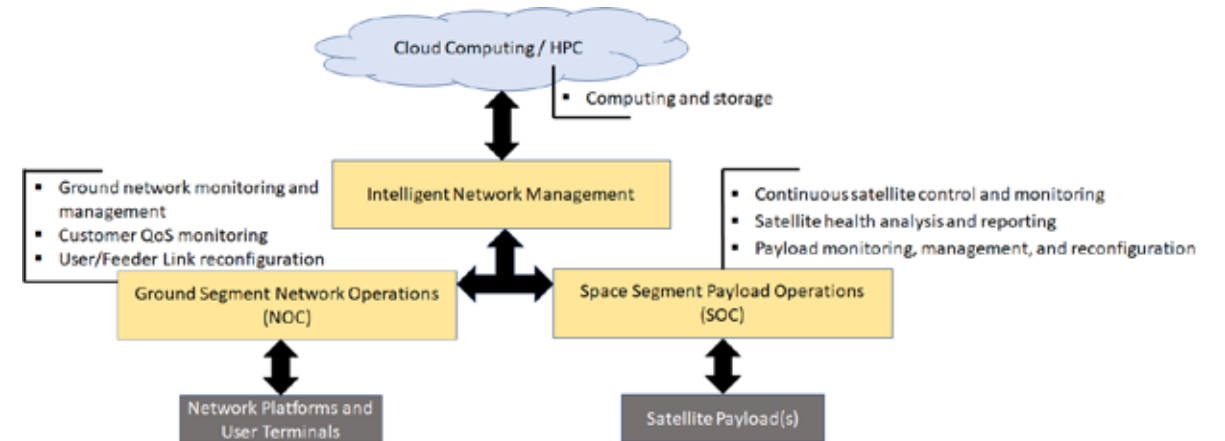 Cloud Computing / HPC
▪ Computing and storage
▪ Ground network monitoring and
management
▪ Customer QoS monitoring
▪ User/Feeder Link reconfiguration
Intelligent Network Management
▪ Continuous satellite control and monitoring
▪ Satellite health analysis and reporting
▪ Payload monitoring, management, and reconfiguration
Ground Segment Network Operations
(NOC)
Space Segment Payload Operations
(SOC)
Network Platforms and
User Terminals
Satellite Payload(s)